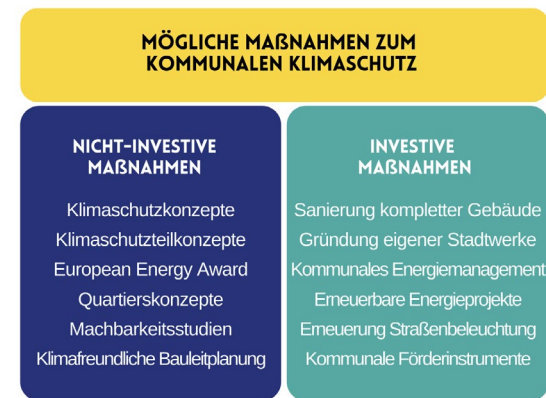 MÖGLICHE MAßNAHMEN ZUM
KOMMUNALEN KLIMASCHUTZ
NICHT-INVESTIVE
MAßNAHMEN
Klimaschutzkonzepte
Klimaschutzteilkonzepte
European Energy Award
Quartierskonzepte
Machbarkeitsstudien
Klimafreundliche Bauleitplanung
INVESTIVE
MAßNAHMEN
Sanierung kompletter Gebäude
Gründung eigener Stadtwerke
Kommunales Energiemanagement
Erneuerbare Energieprojekte
Erneuerung Straßenbeleuchtung
Kommunale Förderinstrumente